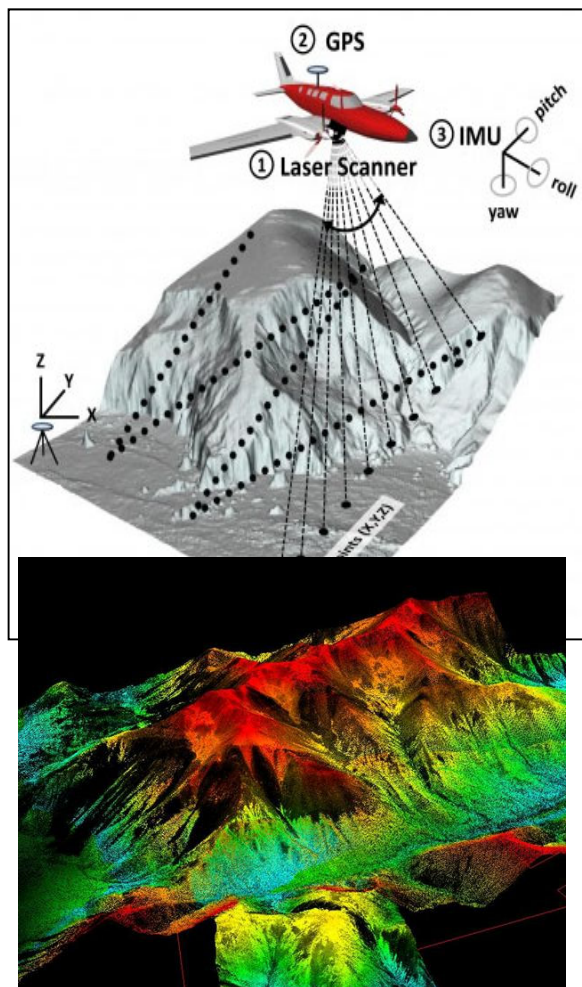 ② GPS
③ IMU
① Laser Scanner
pitch
roll
yaw
Z
Y
X
(X,Y,Z)